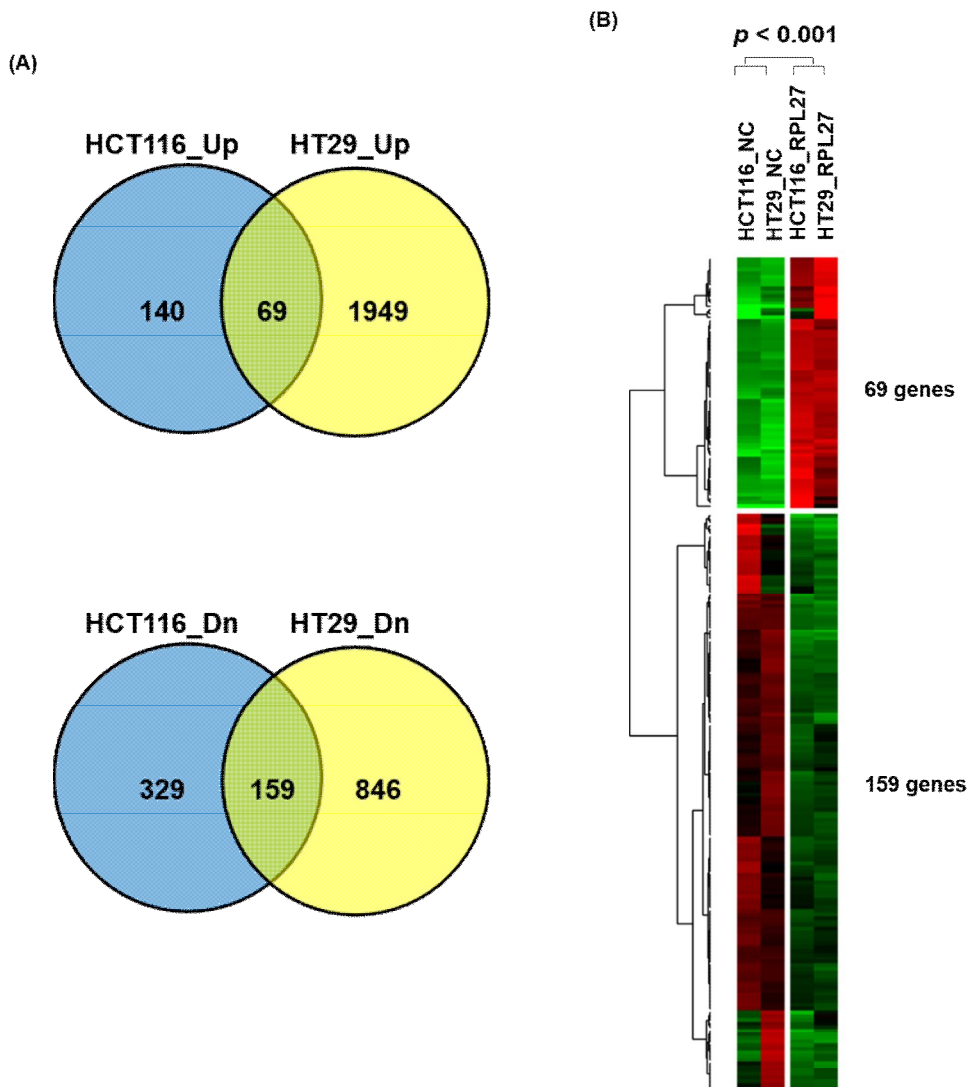 (A)
HCT116_Up HT29_Up
140 69 1949
HCT116_Dn HT29_Dn
329 159 846
(B)
p < 0.001
HCT116_NC
HT29_NC
HCT116_RPL27
HT29_RPL27
69 genes
159 genes